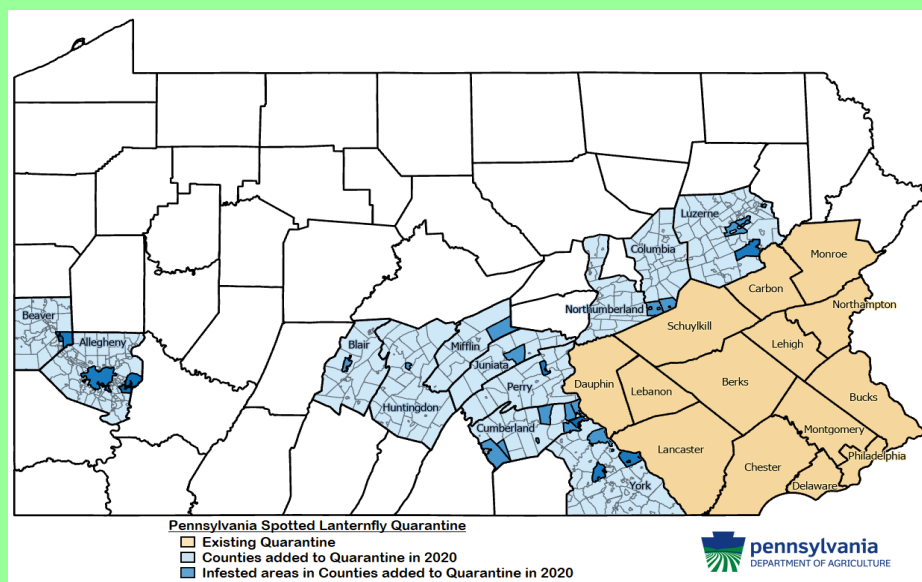 Luzerne
Columbia
Monroe
Carbon
Northampton
Beaver
Northumberland
Schuylkill
Allegheny
Blair
Mifflin
Lehigh
Juniata
Dauphin
Berks
Perry
Lebanon
Bucks
Huntingdon
Cumberland
Montgomery
Lancaster
Philadelphia
Chester
York
Delaware
Pennsylvania Spotted Lanternfly Quarantine
Existing Quarantine
Counties added to Quarantine in 2020
Infested areas in Counties added to Quarantine in 2020
pennsylvania
DEPARTMENT OF AGRICULTURE